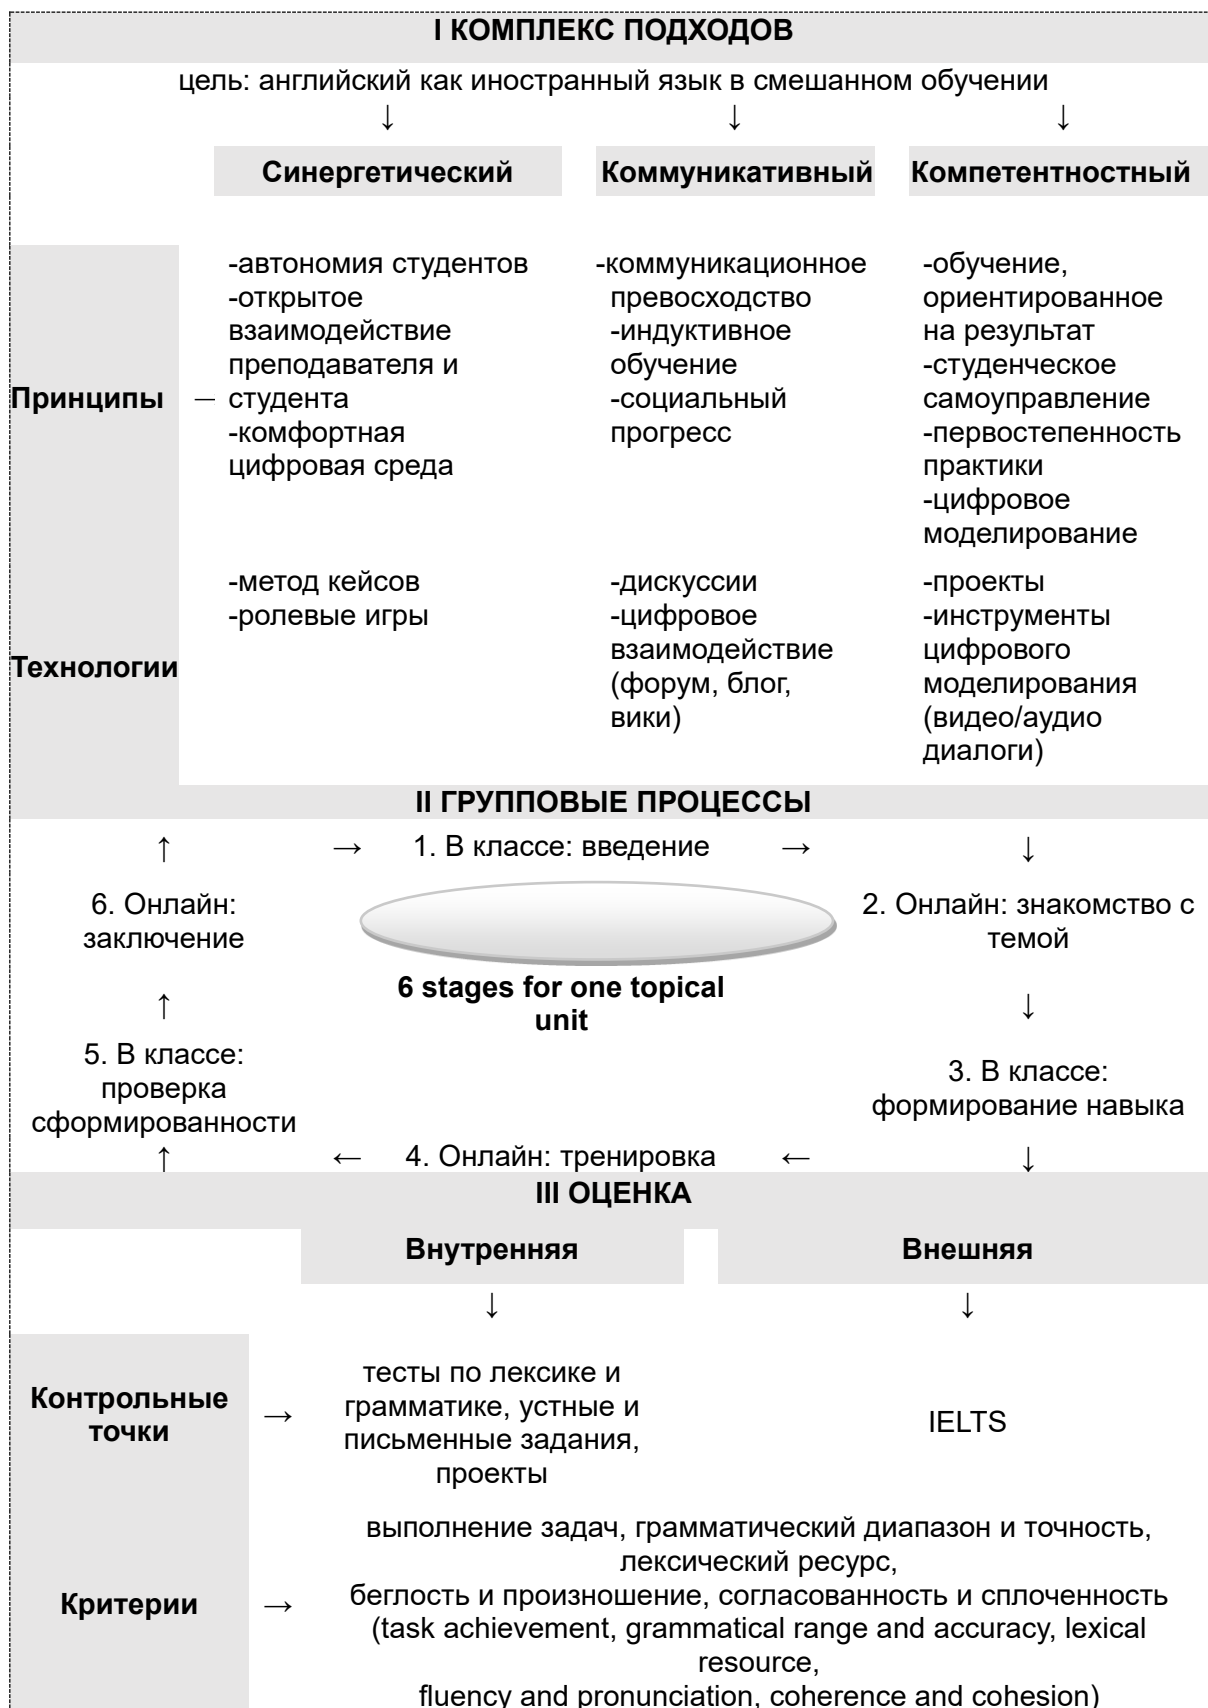 I КОМПЛЕКС ПОДХОДОВ
цель: английский как иностранный язык в смешанном обучении
↓ ↓ ↓
Синергетический Коммуникативный Компетентностный
Принципы
—
-автономия студентов
-открытое
взаимодействие
преподавателя и
студента
-комфортная
цифровая среда
-коммуникационное
превосходство
-индуктивное
обучение
-социальный
прогресс
-обучение,
ориентированное
на результат
-студенческое
самоуправление
-первостепенность
практики
-цифровое
моделирование
Технологии
-метод кейсов
-ролевые игры
-дискуссии
-цифровое
взаимодействие
(форум, блог,
вики)
-проекты
-инструменты
цифрового
моделирования
(видео/аудио
диалоги)
II ГРУППОВЫЕ ПРОЦЕССЫ
↑ → 1. В классе: введение → ↓
6. Онлайн:
заключение
2. Онлайн: знакомство с
темой
6 stages for one topical
unit
↑ ↓
5. В классе:
проверка
сформированности
3. В классе:
формирование навыка
↑ ← 4. Онлайн: тренировка ← ↓
III ОЦЕНКА
Внутренняя Внешняя
↓ ↓
Контрольные
точки
→
тесты по лексике и
грамматике, устные и
письменные задания,
проекты
IELTS
Критерии
→
выполнение задач, грамматический диапазон и точность,
лексический ресурс,
беглость и произношение, согласованность и сплоченность
(task achievement, grammatical range and accuracy, lexical
resource,
fluency and pronunciation, coherence and cohesion)